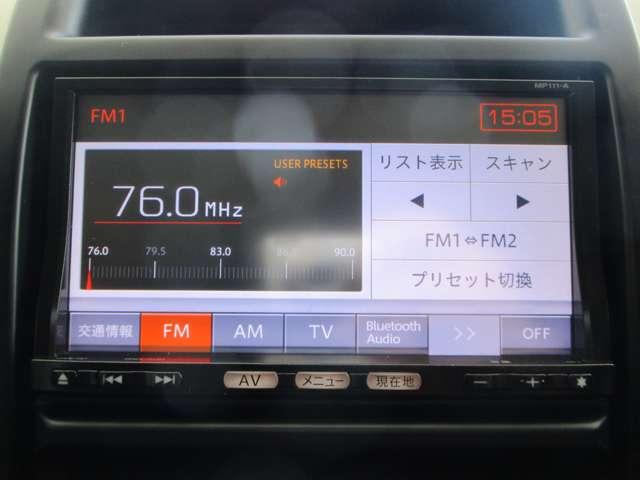 MP111-A
FM1
15:05
USER PRESETS
76.0 MHz
76.0 79.5 83.0 86.5 90.0
リスト表示 スキャン
◀ ▶
FM1⇔FM2
プリセット切換
交通情報 FM AM TV Bluetooth Audio >> OFF
AV メニュー 現在地